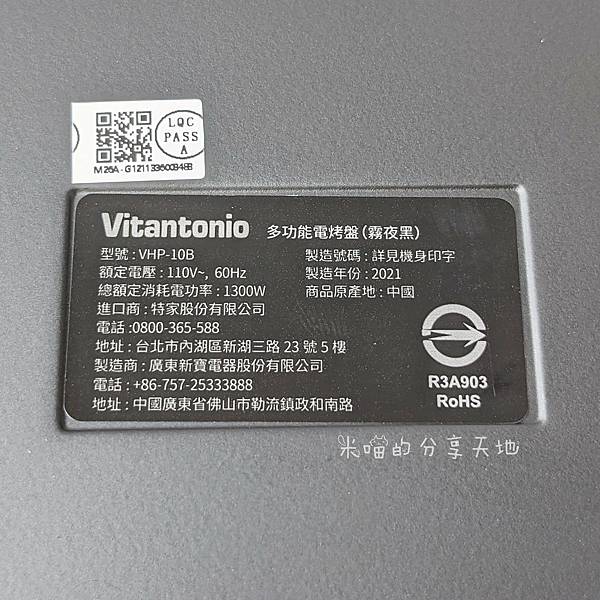 LQC
PASS
A
M26A-G1211336009488
Vitantonio 多功能電烤盤(霧夜黑)
型號 : VHP-10B
製造號碼 : 詳見機身印字
額定電壓 : 110V~, 60Hz
製造年份 : 2021
總額定消耗電功率 : 1300W
商品原產地 : 中國
進口商 : 特家股份有限公司
電話 :0800-365-588
地址 : 台北市內湖區新湖三路 23 號 5 樓
製造商 : 廣東新寶電器股份有限公司
電話 : +86-757-25333888
地址 : 中國廣東省佛山市勒流鎮政和南路
R3A903
RoHS
米喵的分享天地